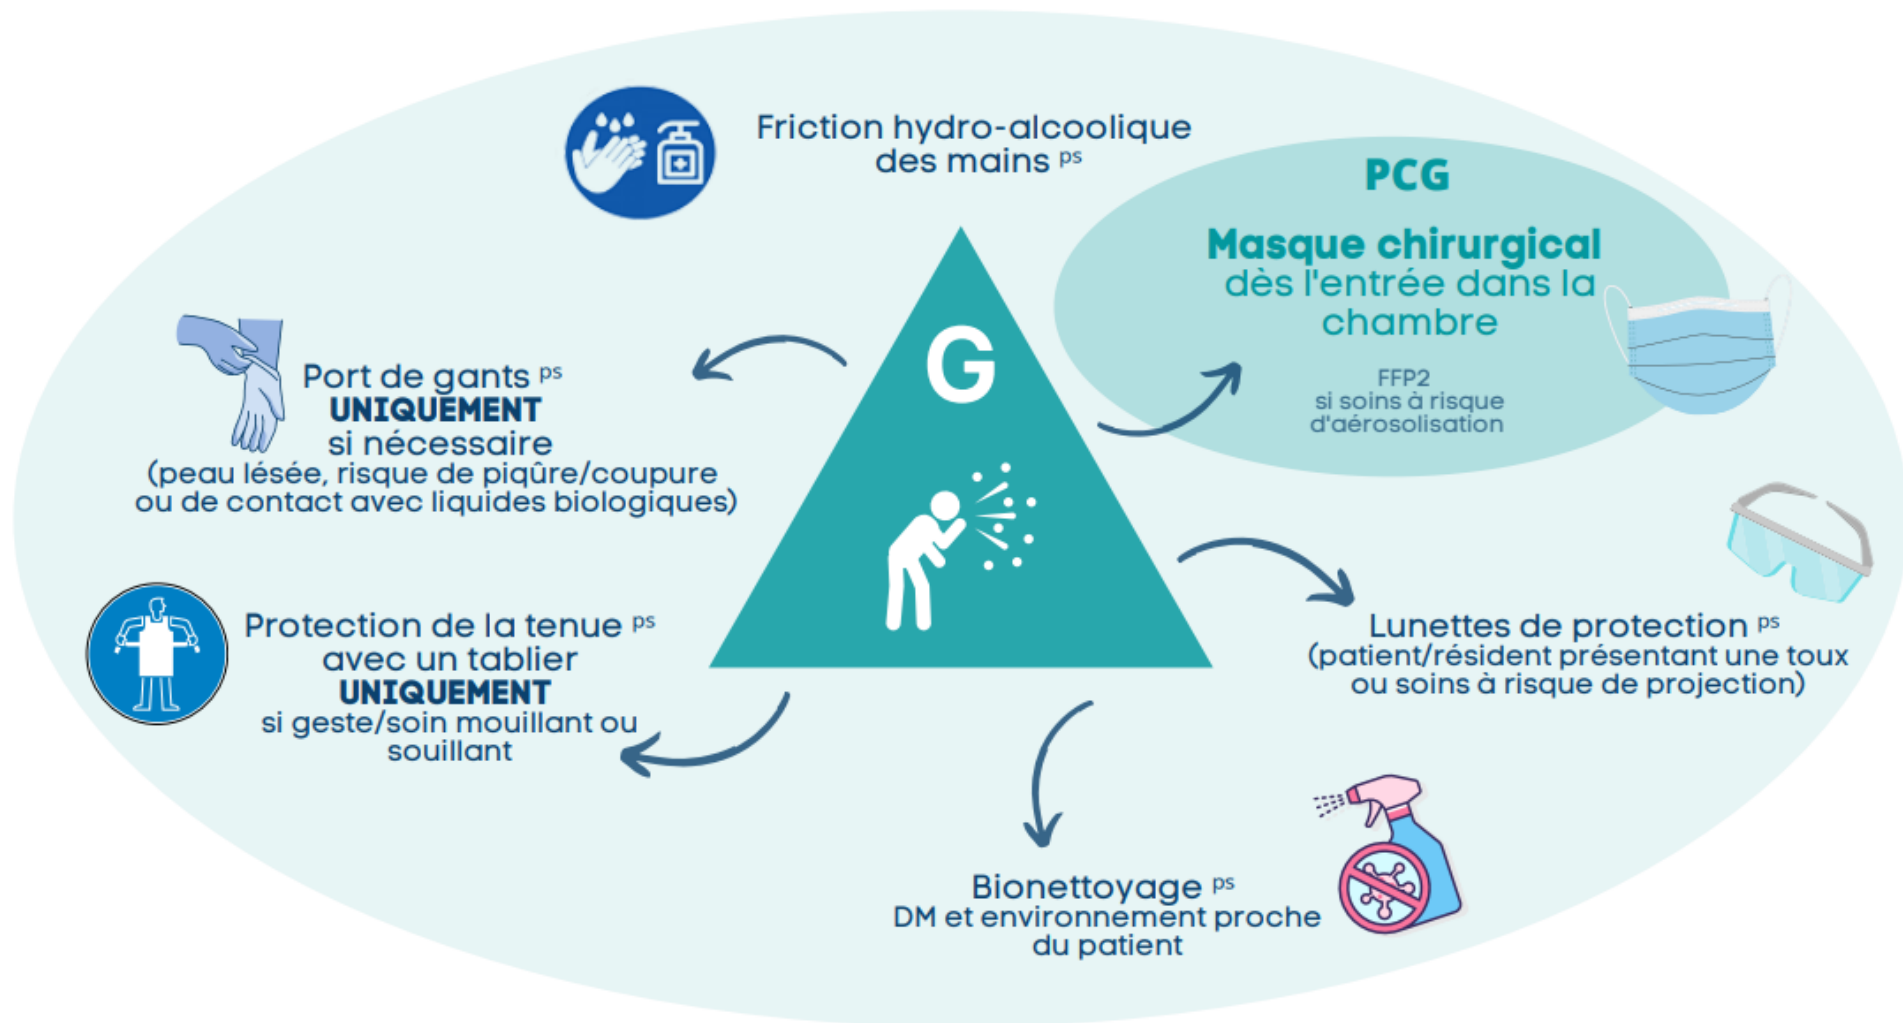 Friction hydro-alcoolique
des mains ps
PCG
Masque chirurgical
dès l'entrée dans la
chambre
FFP2
si soins à risque
d'aérosolisation
G
Port de gants ps
UNIQUEMENT
si nécessaire
(peau lésée, risque de piqûre/coupure
ou de contact avec liquides biologiques)
Protection de la tenue ps
avec un tablier
UNIQUEMENT
si geste/soin mouillant ou
souillant
Lunettes de protection ps
(patient/résident présentant une toux
ou soins à risque de projection)
Bionettoyage ps
DM et environnement proche
du patient